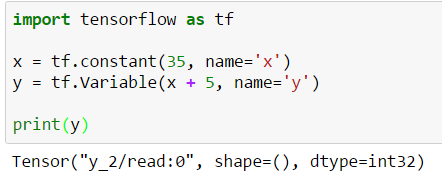 import tensorflow as tf
x = tf.constant(35, name='x')
y = tf.Variable(x + 5, name='y')
print(y)
Tensor("y_2/read:0", shape=(), dtype=int32)